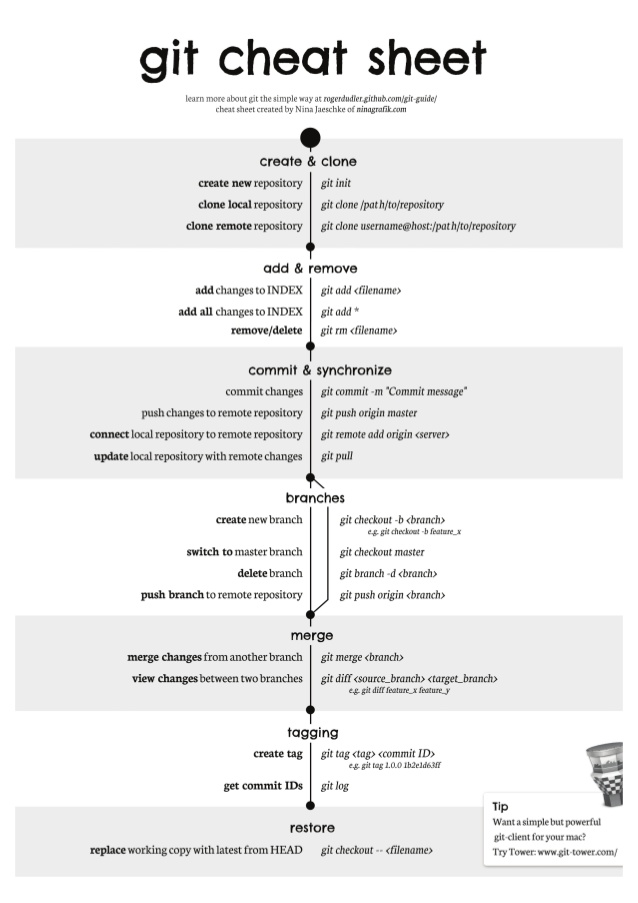 git cheat sheet
learn more about git the simple way at rogerdudler.github.com/git-guide/
cheat sheet created by Nina Jaeschke of ninagrafik.com
create & clone
create new repository git init
clone local repository git clone /path/to/repository
clone remote repository git clone username@host:/path/to/repository
add & remove
add changes to INDEX git add <filename>
add all changes to INDEX git add *
remove/delete git rm <filename>
commit & synchronize
commit changes git commit -m "Commit message"
push changes to remote repository git push origin master
connect local repository to remote repository git remote add origin <server>
update local repository with remote changes git pull
branches
create new branch git checkout -b <branch>
e.g. git checkout -b feature_x
switch to master branch git checkout master
delete branch git branch -d <branch>
push branch to remote repository git push origin <branch>
merge
merge changes from another branch git merge <branch>
view changes between two branches git diff <source_branch> <target_branch>
e.g. git diff feature_x feature_y
tagging
create tag git tag <tag> <commit ID>
e.g. git tag 1.0.0 1b2e1d63ff
get commit IDs git log
restore
replace working copy with latest from HEAD git checkout -- <filename>
Tip
Want a simple but powerful
git-client for your mac?
Try Tower: www.git-tower.com/